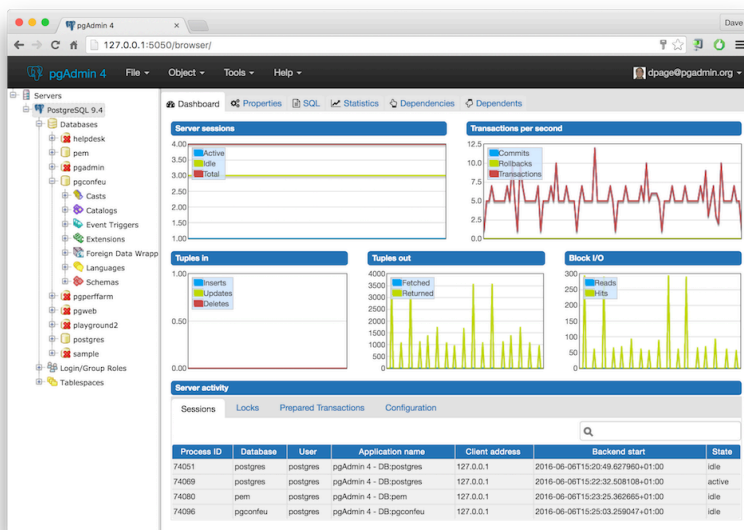 pgAdmin 4
Dave
127.0.0.1:5050/browser/
pgAdmin 4 File Object Tools Help dpage@pgadmin.org
Servers
PostgreSQL 9.4
Databases
helpdesk
pem
pgadmin
pgconfeu
Casts
Catalogs
Event Triggers
Extensions
Foreign Data Wrapp
Languages
Schemas
pgperffarm
pgweb
playground2
postgres
sample
Login/Group Roles
Tablespaces
Dashboard Properties SQL Statistics Dependencies Dependents
Server sessions
4.00
3.50
3.00
2.50
2.00
1.50
1.00
Active
Idle
Total
Transactions per second
12.5
10.0
7.5
5.0
2.5
0.0
Commits
Rollbacks
Transactions
Tuples in
1.00
0.50
0.00
Inserts
Updates
Deletes
Tuples out
4000
3500
3000
2500
2000
1500
1000
500
0
Fetched
Returned
Block I/O
300
250
200
150
100
50
0
Reads
Hits
Server activity
Sessions Locks Prepared Transactions Configuration
Process ID Database User Application name Client address Backend start State
74051 postgres postgres pgAdmin 4 - DB:postgres 127.0.0.1 2016-06-06T15:20:49.627960+01:00 idle
74069 postgres postgres pgAdmin 4 - DB:postgres 127.0.0.1 2016-06-06T15:22:32.508108+01:00 active
74080 pem postgres pgAdmin 4 - DB:pem 127.0.0.1 2016-06-06T15:23:25.362665+01:00 idle
74096 pgconfeu postgres pgAdmin 4 - DB:pgconfeu 127.0.0.1 2016-06-06T15:25:03.259047+01:00 idle